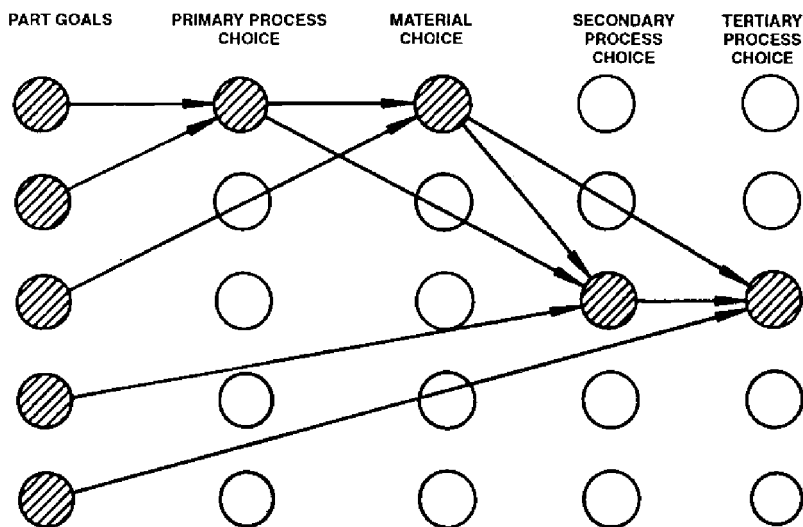 PART GOALS
PRIMARY PROCESS
CHOICE
MATERIAL
CHOICE
SECONDARY
PROCESS
CHOICE
TERTIARY
PROCESS
CHOICE